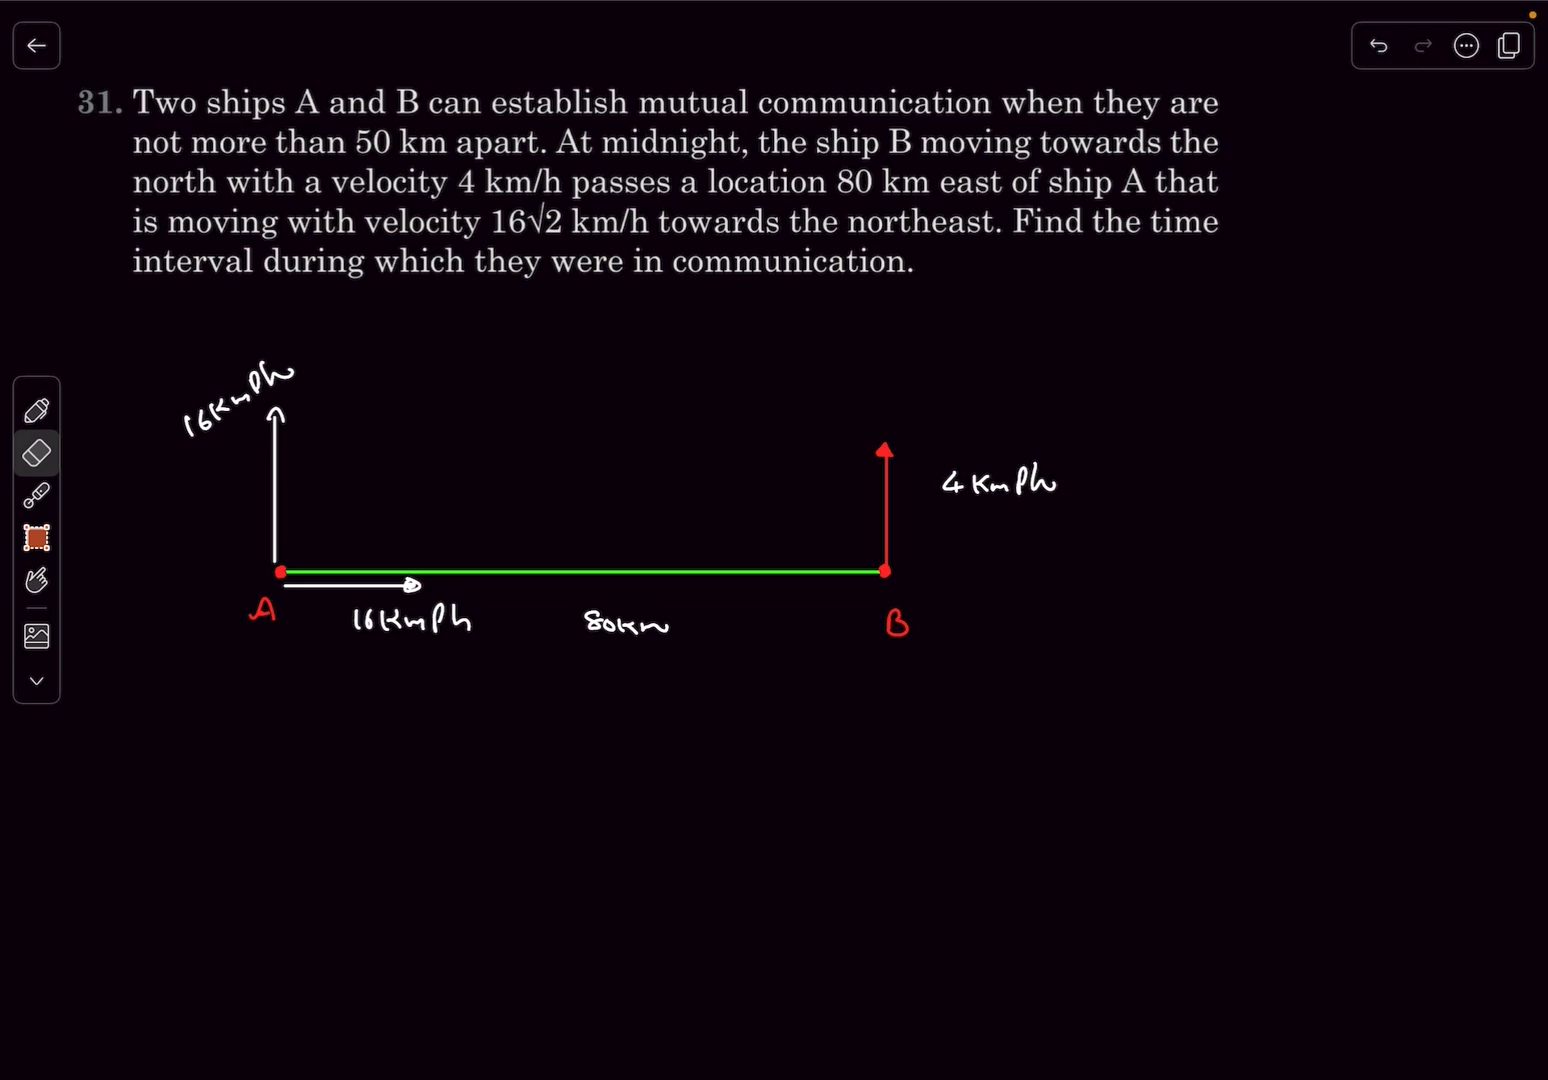 31. Two ships A and B can establish mutual communication when they are
not more than 50 km apart. At midnight, the ship B moving towards the
north with a velocity 4 km/h passes a location 80 km east of ship A that
is moving with velocity 16√2 km/h towards the northeast. Find the time
interval during which they were in communication.
16KmPh
4KmPh
A
16KmPh
80Km
B